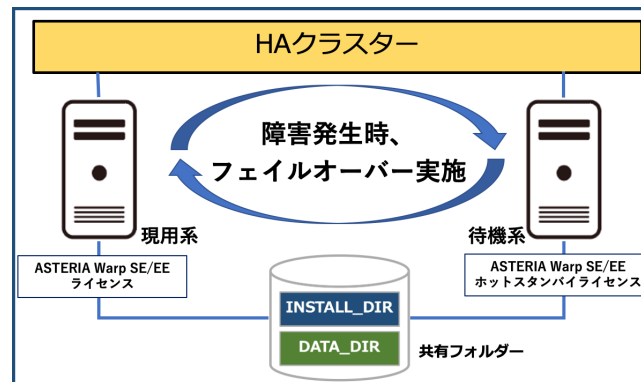 HAクラスター
障害発生時、
フェイルオーバー実施
現用系
待機系
ASTERIA Warp SE/EE
ライセンス
ASTERIA Warp SE/EE
ホットスタンバイライセンス
INSTALL_DIR
DATA_DIR
共有フォルダー